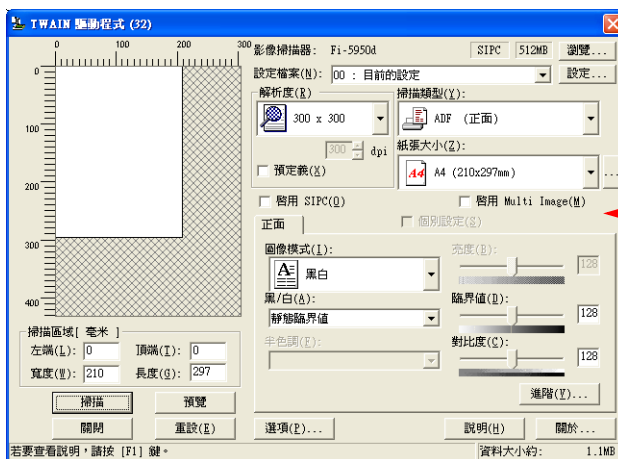 TWAIN 驅動程式 (32)
0 100 200 300
影像掃描器: Fi-5950d SIPC 512MB 瀏覽...
設定檔案(N): 00 : 目前的設定 設定...
解析度(R) 掃描類型(Y):
300 x 300 ADF (正面)
300 dpi 紙張大小(Z):
預定義(X) A4 A4 (210x297mm) ...
啓用 SIPC(O) 啓用 Multi Image(M)
正面 個別設定(S)
圖像模式(I): 亮度(B):
黑白 128
黑/白(A): 臨界值(D):
靜態臨界值 128
半色調(F): 對比度(C):
128
進階(V)...
0
100
200
300
400
掃描區域[ 毫米 ]
左端(L): 0 頂端(T): 0
寬度(W): 210 長度(g): 297
掃描 預覽
關閉 重設(E) 選項(P)... 說明(H) 關於...
若要查看說明，請按 [F1] 鍵。 資料大小約: 1.1MB